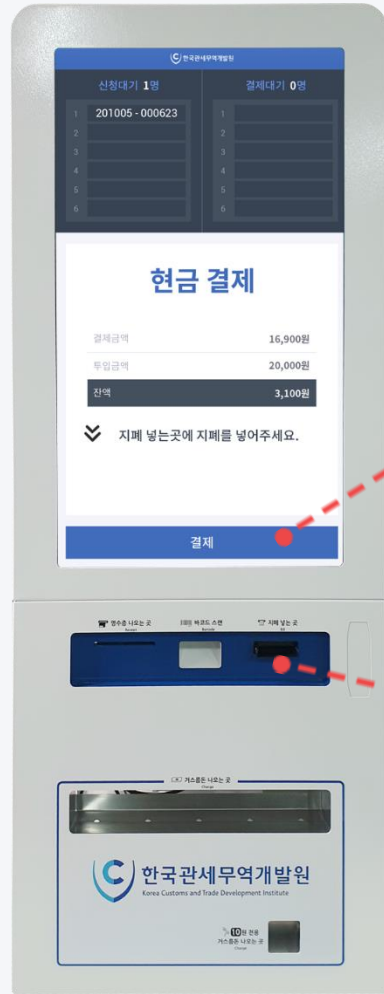 한국관세무역개발원
신청대기 1명
결제대기 0명
1 201005 - 000623
2
3
4
5
6
1
2
3
4
5
6
현금 결제
결제금액 16,900원
투입금액 20,000원
잔액 3,100원
지폐 넣는곳에 지폐를 넣어주세요.
결제
영수증 나오는 곳
Receipt
바코드 스캔
Barcode
지폐 넣는 곳
Bill
거스름돈 나오는 곳
Change
한국관세무역개발원
Korea Customs and Trade Development Institute
10원 전용
거스름돈 나오는 곳
Change